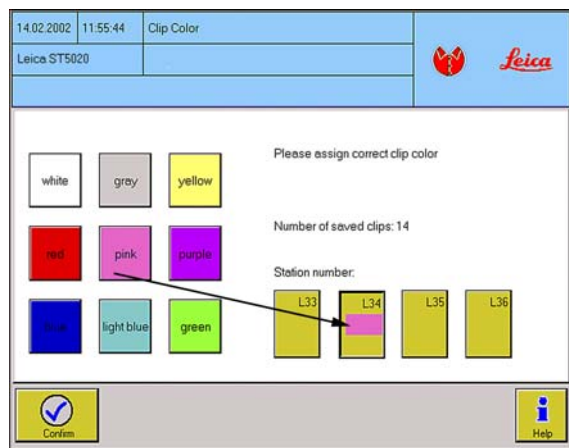 14.02.2002 11:55:44 Clip Color
Leica ST5020
Leica
Please assign correct clip color
white gray yellow
Number of saved clips: 14
red pink purple
Station number:
L33 L34 L35 L36
blue light blue green
Confirm
Help